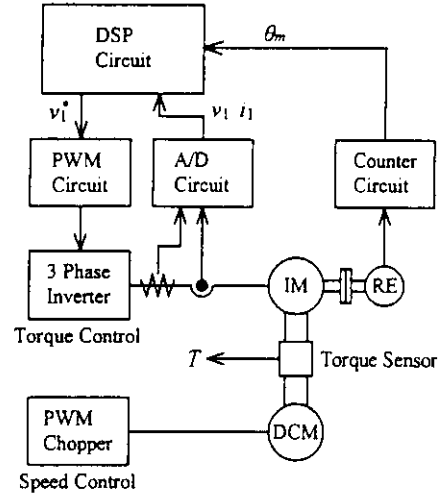 DSP
Circuit
θm
v1*
v1 i1
PWM
Circuit
A/D
Circuit
Counter
Circuit
3 Phase
Inverter
IM
RE
Torque Control
T
Torque Sensor
PWM
Chopper
DCM
Speed Control